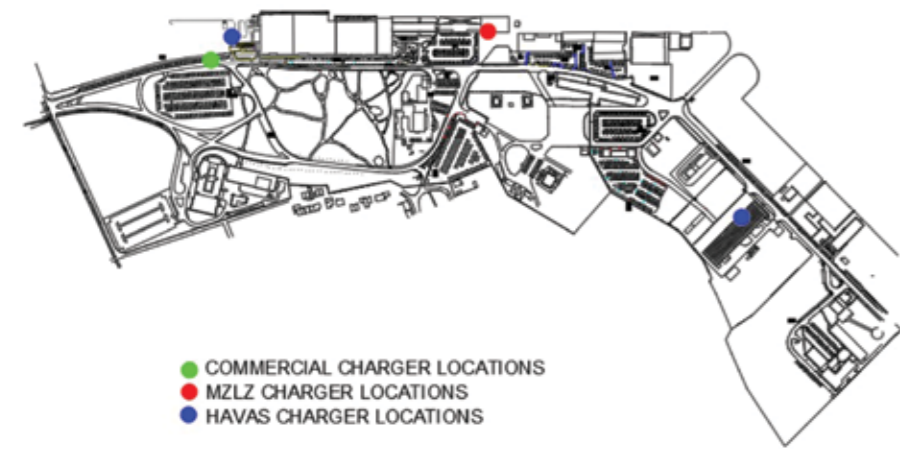 COMMERCIAL CHARGER LOCATIONS
MZLZ CHARGER LOCATIONS
HAVAS CHARGER LOCATIONS